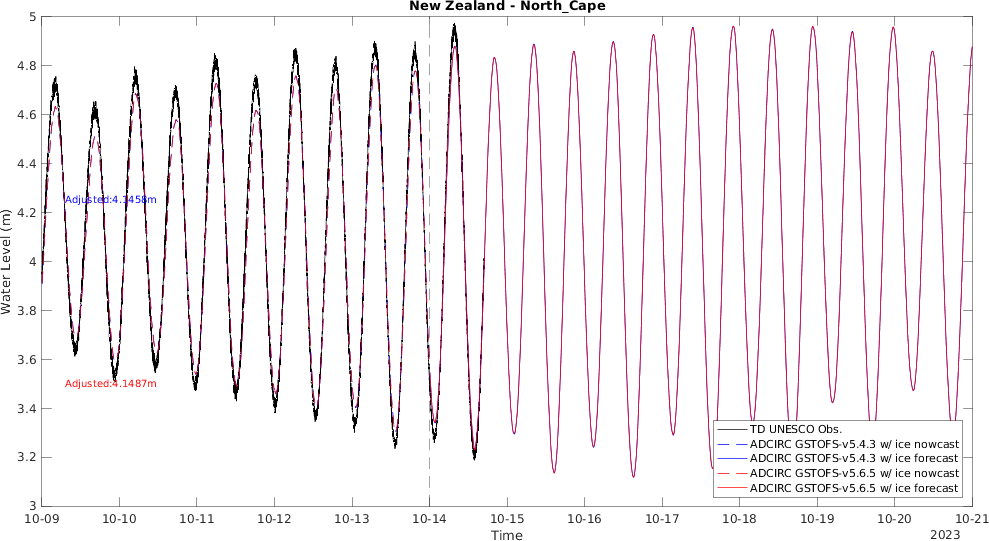 New Zealand - North_Cape
Water Level (m)
5
4.8
4.6
4.4
4.2
4
3.8
3.6
3.4
3.2
3
Adjusted:4.1458m
Adjusted:4.1487m
TD UNESCO Obs.
ADCIRC GSTOFS-v5.4.3 w/ ice nowcast
ADCIRC GSTOFS-v5.4.3 w/ ice forecast
ADCIRC GSTOFS-v5.6.5 w/ ice nowcast
ADCIRC GSTOFS-v5.6.5 w/ ice forecast
10-09 10-10 10-11 10-12 10-13 10-14 10-15 10-16 10-17 10-18 10-19 10-20 10-21
Time
2023